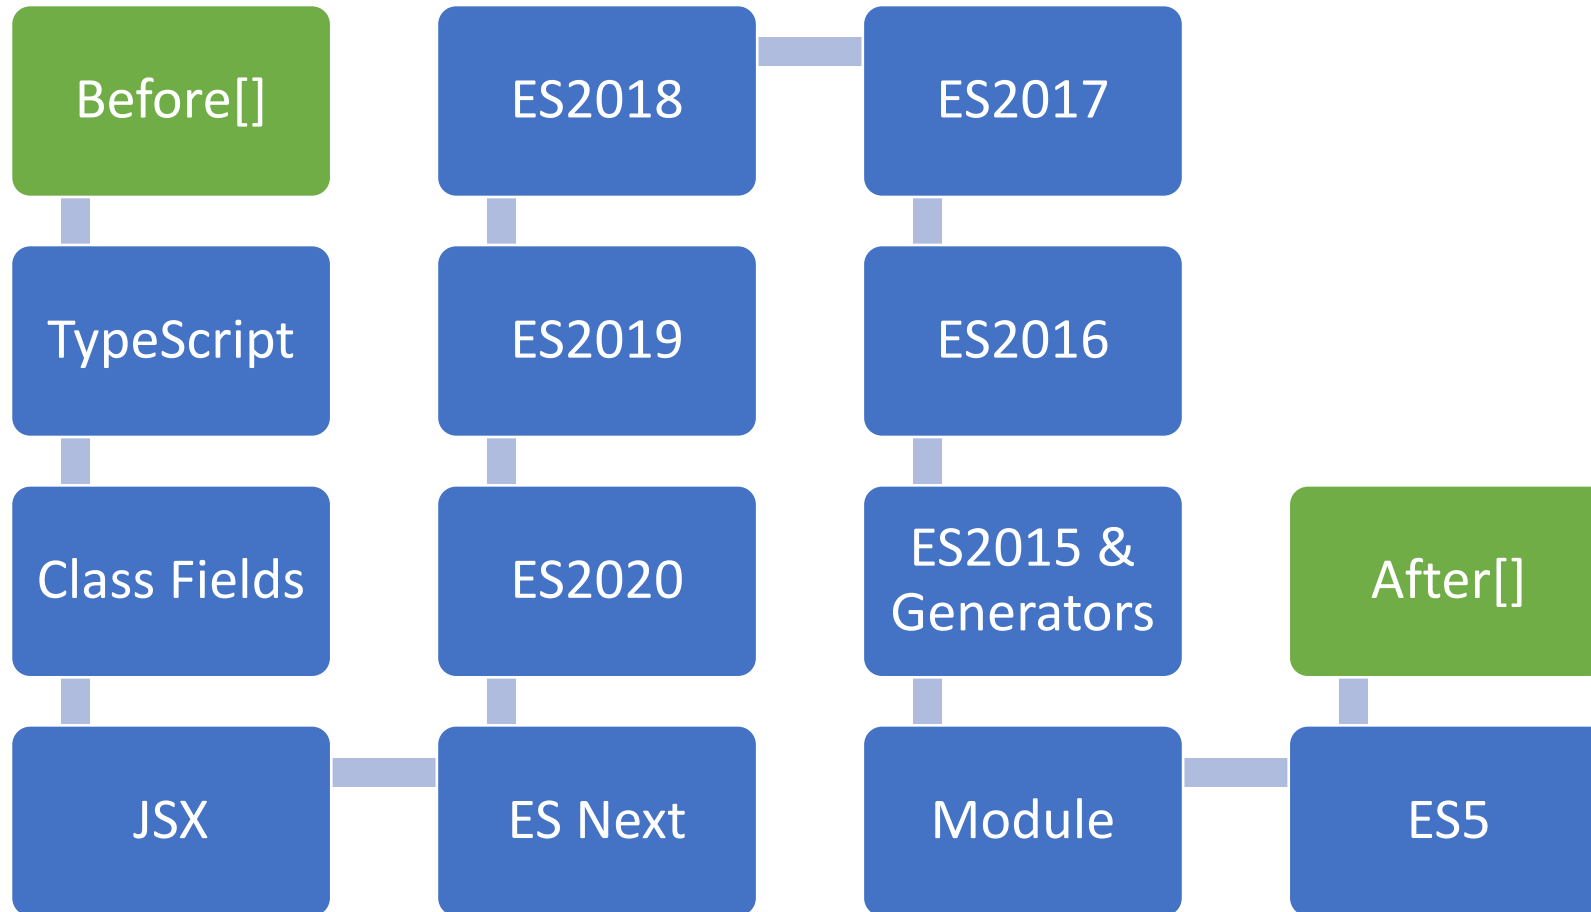 Before[]
TypeScript
Class Fields
JSX
ES Next
ES2020
ES2019
ES2018
ES2017
ES2016
ES2015 &
Generators
Module
ES5
After[]